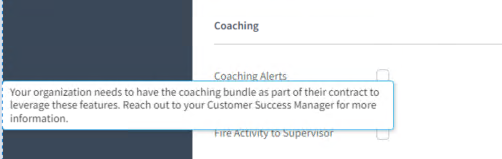 Coaching
Coaching Alerts
Your organization needs to have the coaching bundle as part of their contract to
leverage these features. Reach out to your Customer Success Manager for more
information.
Fire Activity to Supervisor